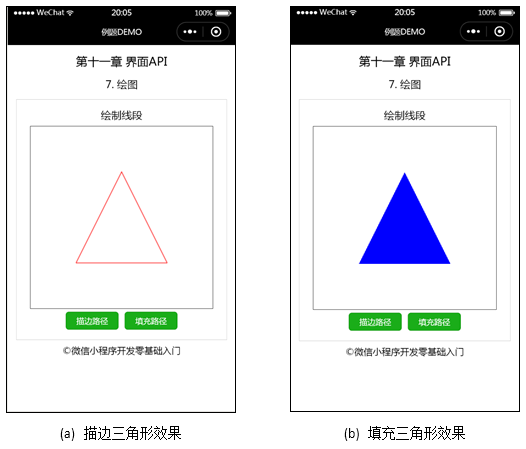 WeChat 20:05 100%
例题DEMO
第十一章 界面API
7. 绘图
绘制线段
描边路径 填充路径
©微信小程序开发零基础入门
(a) 描边三角形效果
WeChat 20:05 100%
例题DEMO
第十一章 界面API
7. 绘图
绘制线段
描边路径 填充路径
©微信小程序开发零基础入门
(b) 填充三角形效果